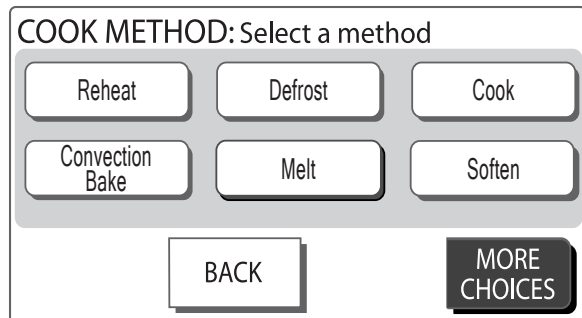 COOK METHOD: Select a method
Reheat
Defrost
Cook
Convection
Bake
Melt
Soften
BACK
MORE
CHOICES